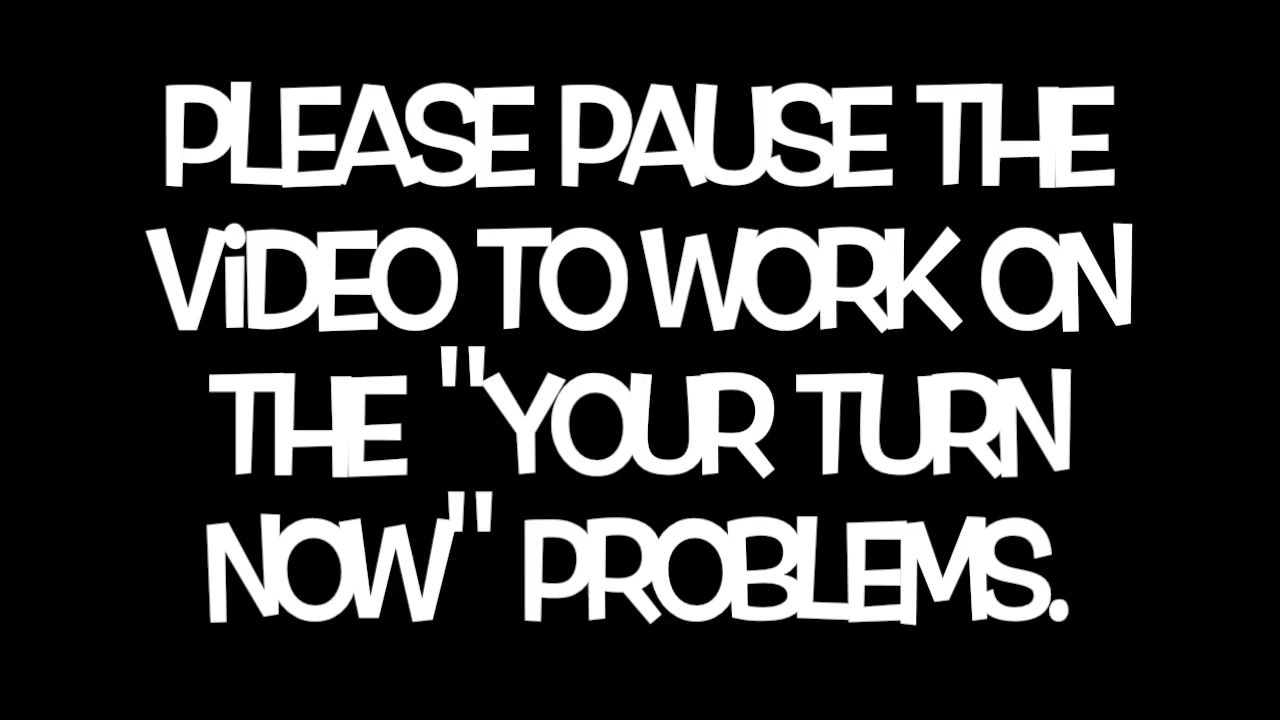 PLEASE PAUSE THE
ViDEO TO WORK ON
THE "YOUR TURN
NOW" PROBLEMS.